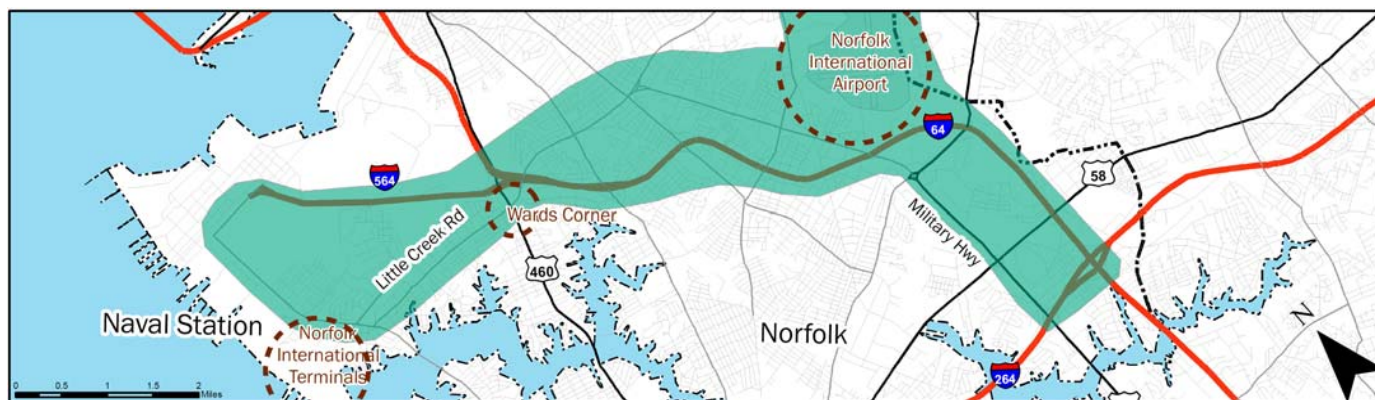 Norfolk
International
Airport
64
564
58
Wards Corner
Little Creek Rd
Military Hwy
460
Naval Station
Norfolk
International
Terminals
Norfolk
N
264
0 0.5 1 1.5 2
Miles